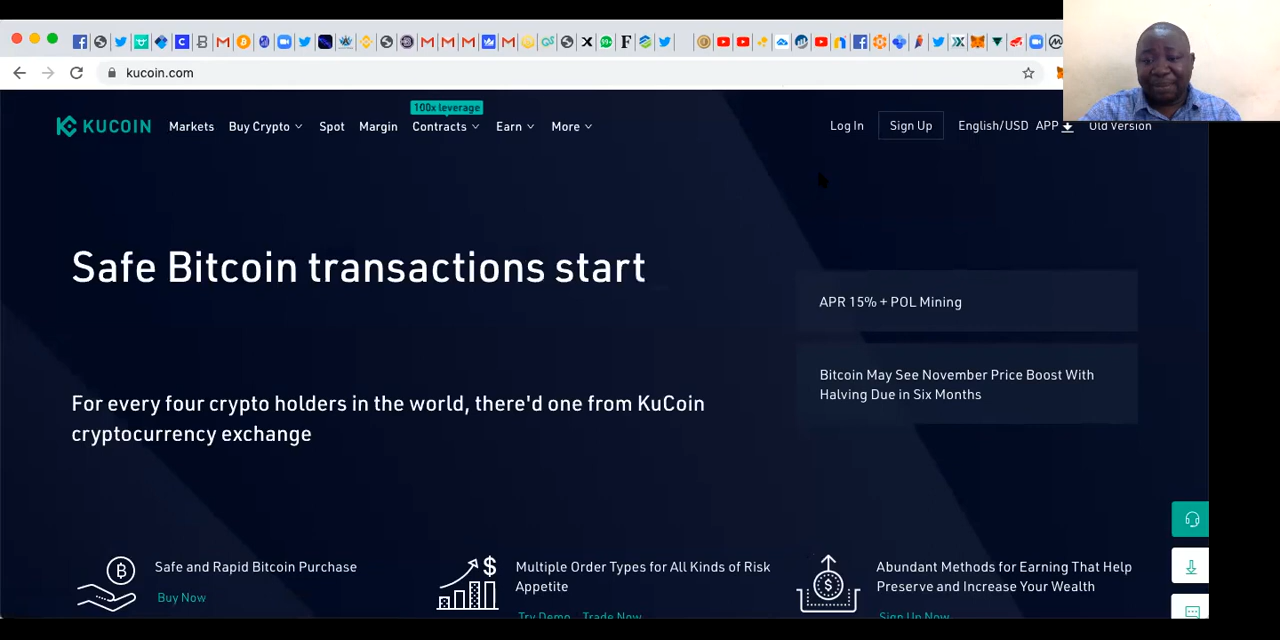 kucoin.com
100x leverage
KUCOIN Markets Buy Crypto Spot Margin Contracts Earn More Log In Sign Up English/USD APP Old Version
Safe Bitcoin transactions start
APR 15% + POL Mining
Bitcoin May See November Price Boost With
Halving Due in Six Months
For every four crypto holders in the world, there'd one from KuCoin
cryptocurrency exchange
Safe and Rapid Bitcoin Purchase
Buy Now
Multiple Order Types for All Kinds of Risk
Appetite
Try Demo Trade Now
Abundant Methods for Earning That Help
Preserve and Increase Your Wealth
Sign Up Now